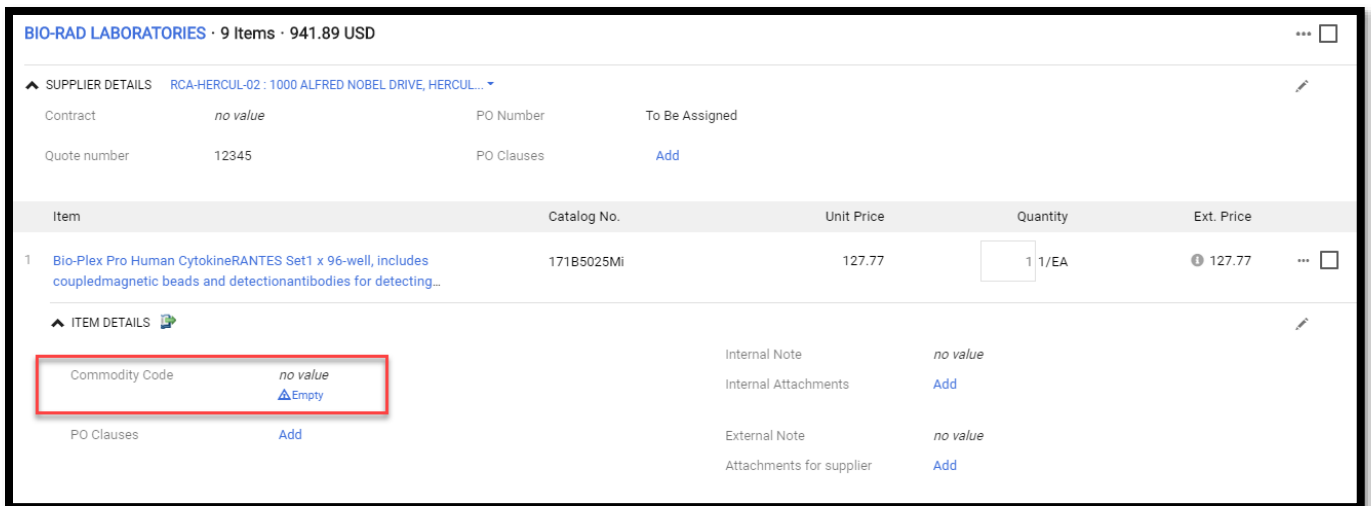 BIO-RAD LABORATORIES · 9 Items · 941.89 USD
SUPPLIER DETAILS RCA-HERCUL-02 : 1000 ALFRED NOBEL DRIVE, HERCUL...
Contract no value PO Number To Be Assigned
Quote number 12345 PO Clauses Add
Item Catalog No. Unit Price Quantity Ext. Price
1 Bio-Plex Pro Human CytokineRANTES Set1 x 96-well, includes 171B5025Mi 127.77 1 1/EA 127.77
coupledmagnetic beads and detectionantibodies for detecting...
ITEM DETAILS
Internal Note no value
Commodity Code no value
Internal Attachments Add
Empty
PO Clauses Add External Note no value
Attachments for supplier Add